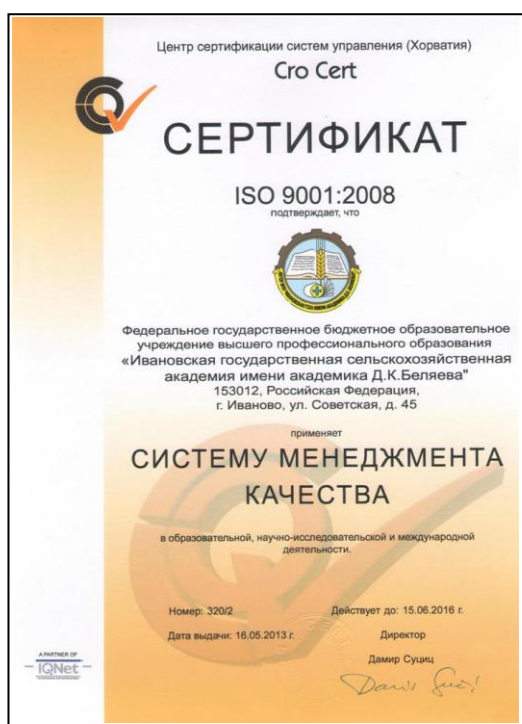 Центр сертификации систем управления (Хорватия)
Cro Cert
СЕРТИФИКАТ
ISO 9001:2008
подтверждает, что
Федеральное государственное бюджетное образовательное
учреждение высшего профессионального образования
«Ивановская государственная сельскохозяйственная
академия имени академика Д.К.Беляева"
153012, Российская Федерация,
г. Иваново, ул. Советская, д. 45
применяет
СИСТЕМУ МЕНЕДЖМЕНТА
КАЧЕСТВА
в образовательной, научно-исследовательской и международной
деятельности.
Номер: 320/2
Действует до: 15.06.2016 г.
Дата выдачи: 16.05.2013 г.
Директор
Дамир Суциц
A PARTNER OF
IQNet